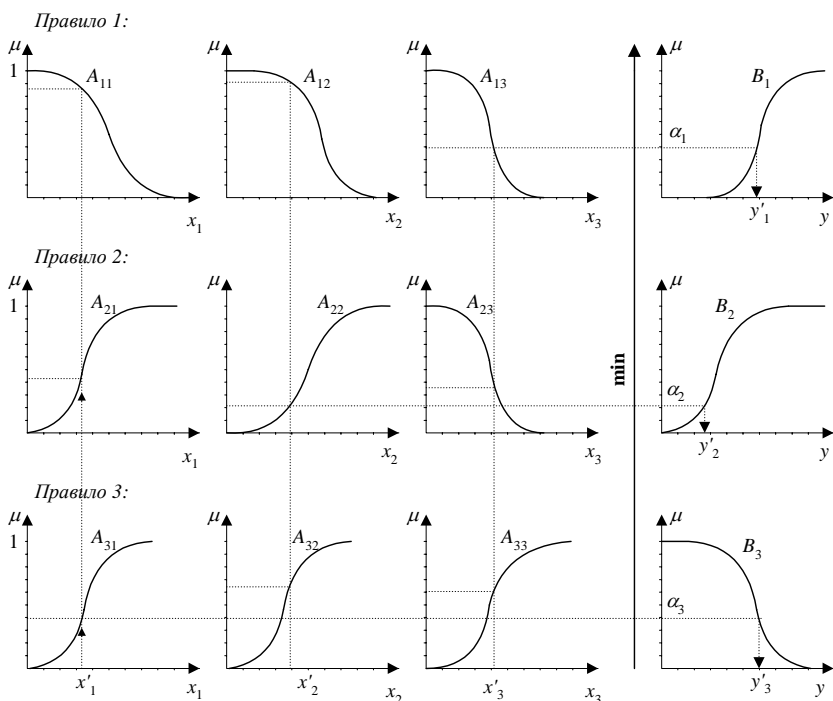 Правило 1:
μ μ μ μ
1 A₁₁ A₁₂ A₁₃ B₁
α₁
x₁ x₂ x₃ y'₁ y
Правило 2:
μ μ μ μ
1 A₂₁ A₂₂ A₂₃ B₂
min
α₂
x₁ x₂ x₃ y'₂ y
Правило 3:
μ μ μ μ
1 A₃₁ A₃₂ A₃₃ B₃
α₃
x'₁ x₁ x'₂ x₂ x'₃ x₃ y'₃ y